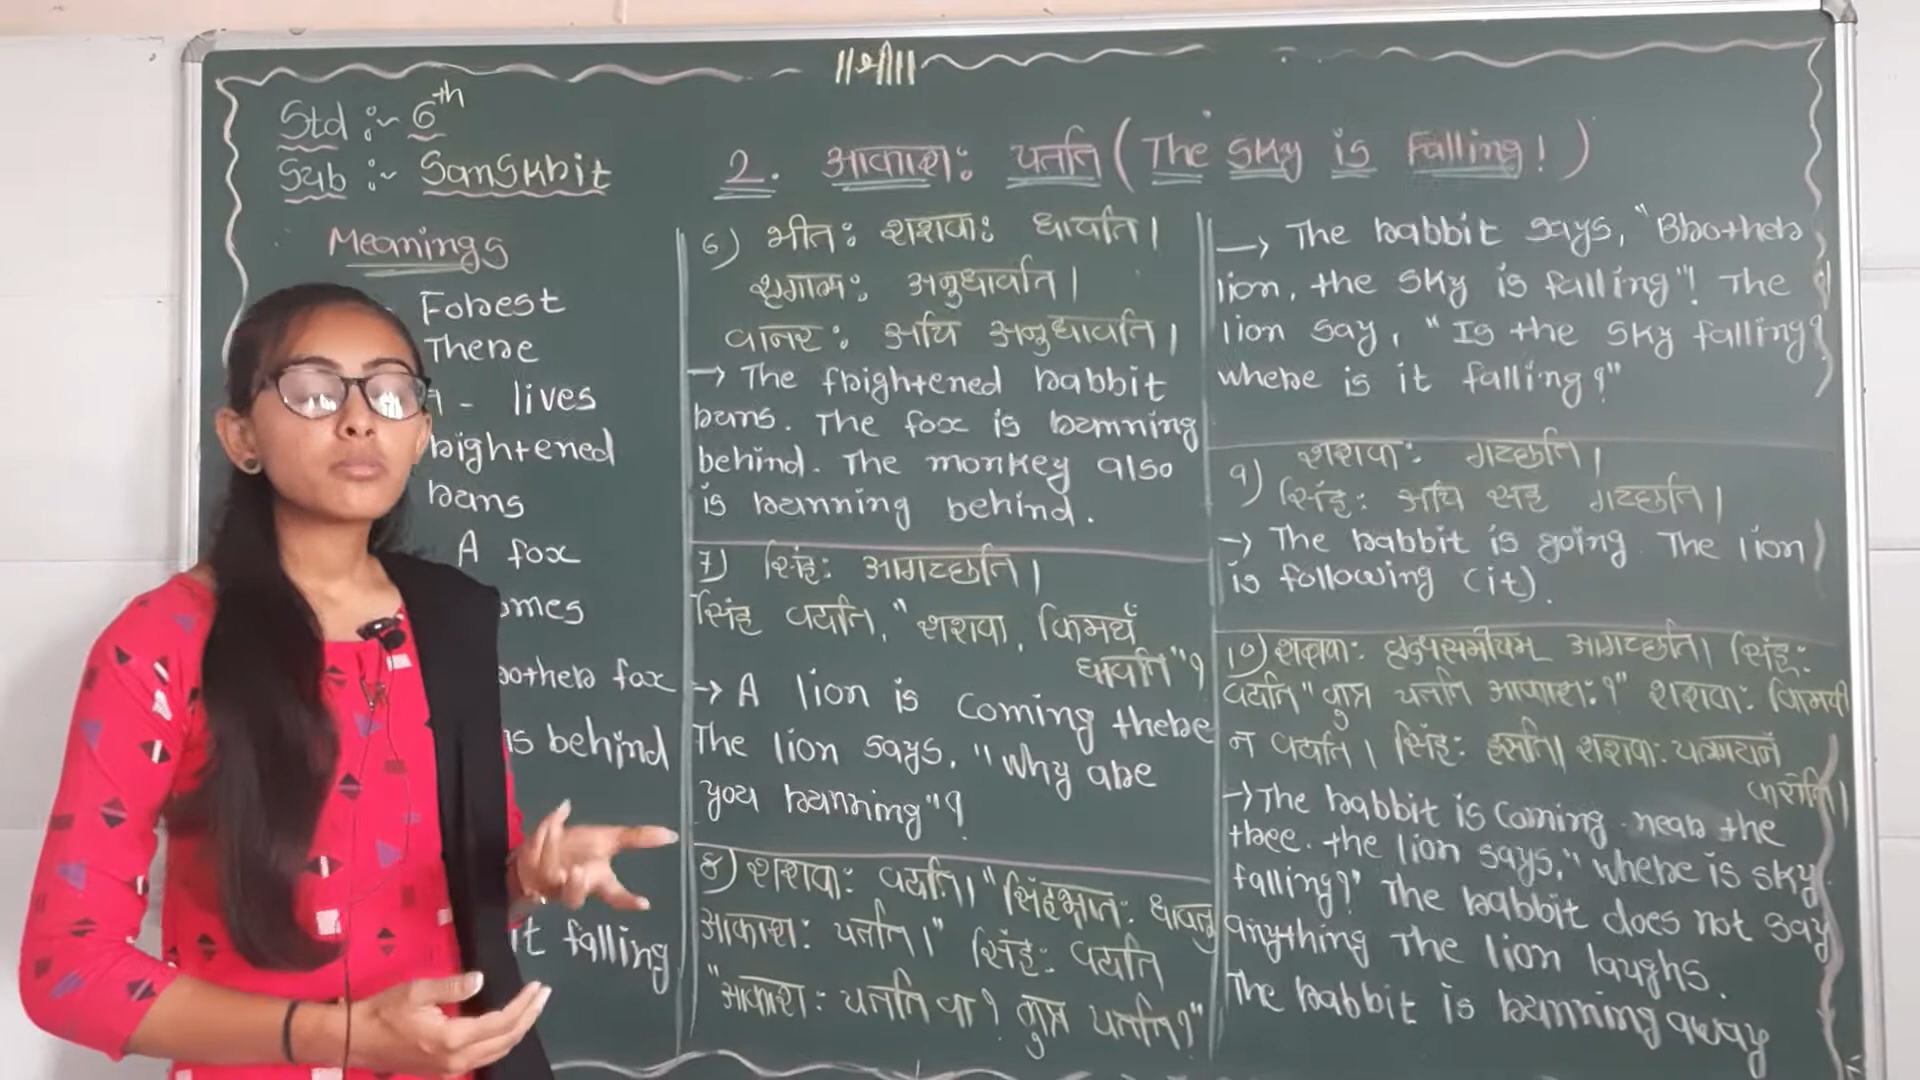 ॥श्री॥
Std :- 6th
Sub :- Sanskrit
2. आकाशः पतति ( The Sky is Falling! )
Meanings
Forest
There
lives
rightened
runs
A fox
omes
rother fox
ns behind
it falling
6) भीतः शशकः धावति।
शृगालः अनुधावति।
वानरः अपि अनुधावति।
→ The frightened rabbit
runs. The fox is running
behind. The monkey also
is running behind.
7) सिंहः आगच्छति।
सिंह वदति, "शशक, किमर्थं
धावति"?
→ A lion is coming there
The lion says, "why are
you running"?
8) शशकः वदति। "सिंहभ्रातः धावतु
आकाशः पतति।" सिंहः वदति
"आकाशः पतति वा? कुत्र पतति?"
→ The rabbit says, "Brother
lion, the sky is falling"! The
lion say, "Is the sky falling?
where is it falling?"
9) शशकः गच्छति।
सिंहः अपि सह गच्छति।
→ The rabbit is going. The lion
is following (it).
10) शशकः वृक्षसमीपम् आगच्छति। सिंहः
वदति "कुत्र पतति आकाशः?" शशकः किमपि
न वदति। सिंहः हसति। शशकः पलायनं
करोति।
→ The rabbit is coming near the
tree. the lion says, "where is sky
falling?" The rabbit does not say
anything The lion laughs.
The rabbit is running away